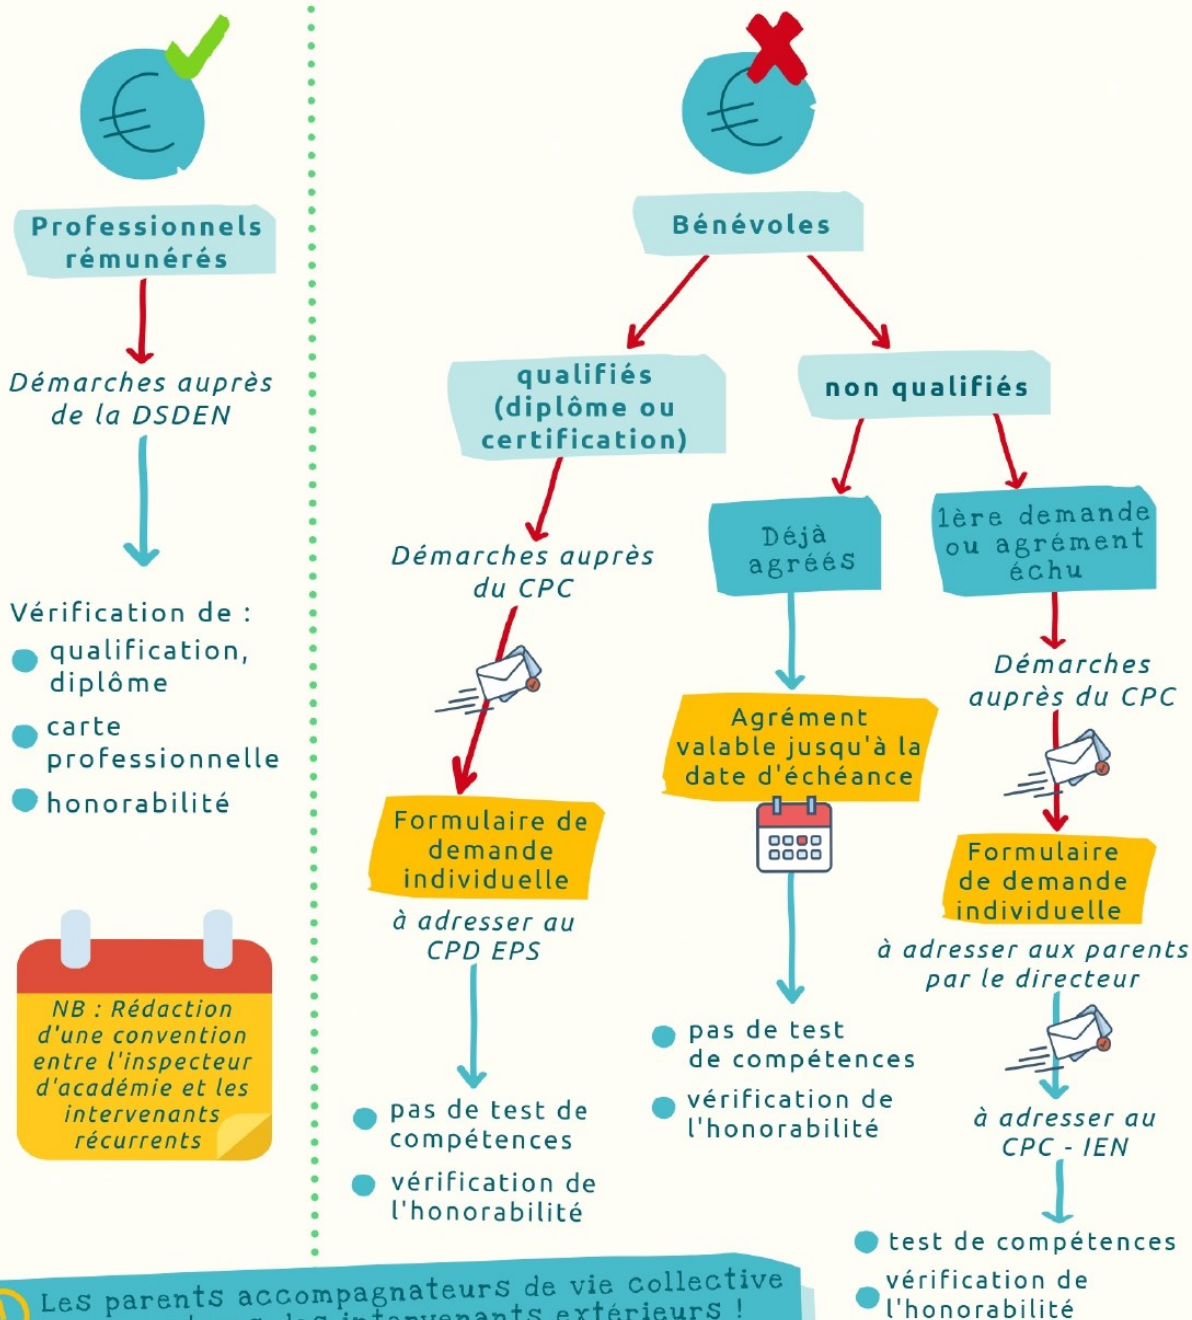 Professionnels
rémunérés
Démarches auprès
de la DSDEN
Vérification de :
qualification,
diplôme
carte
professionnelle
honorabilité
NB : Rédaction
d'une convention
entre l'inspecteur
d'académie et les
intervenants
récurrents
Bénévoles
qualifiés
(diplôme ou
certification)
Démarches auprès
du CPC
Formulaire de
demande
individuelle
à adresser au
CPD EPS
pas de test de
compétences
vérification de
l'honorabilité
non qualifiés
Déjà
agréés
Agrément
valable jusqu'à la
date d'échéance
pas de test
de compétences
vérification de
l'honorabilité
1ère demande
ou agrément
échu
Démarches
auprès du CPC
Formulaire
de demande
individuelle
à adresser aux parents
par le directeur
à adresser au
CPC - IEN
test de compétences
vérification de
l'honorabilité
Les parents accompagnateurs de vie collective
des intervenants extérieurs !